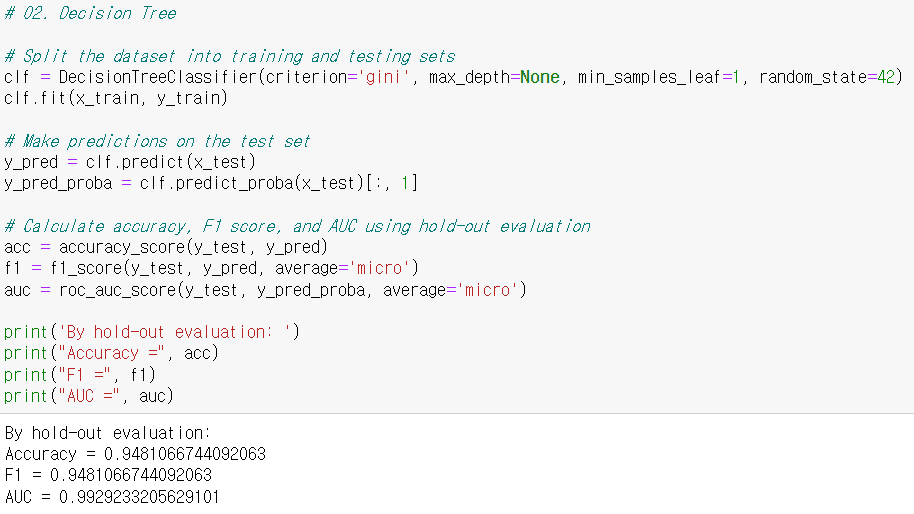 # 02. Decision Tree
# Split the dataset into training and testing sets
clf = DecisionTreeClassifier(criterion='gini', max_depth=None, min_samples_leaf=1, random_state=42)
clf.fit(x_train, y_train)
# Make predictions on the test set
y_pred = clf.predict(x_test)
y_pred_proba = clf.predict_proba(x_test)[:, 1]
# Calculate accuracy, F1 score, and AUC using hold-out evaluation
acc = accuracy_score(y_test, y_pred)
f1 = f1_score(y_test, y_pred, average='micro')
auc = roc_auc_score(y_test, y_pred_proba, average='micro')
print('By hold-out evaluation: ')
print("Accuracy =", acc)
print("F1 =", f1)
print("AUC =", auc)
By hold-out evaluation:
Accuracy = 0.9481066744092063
F1 = 0.9481066744092063
AUC = 0.9929233205629101